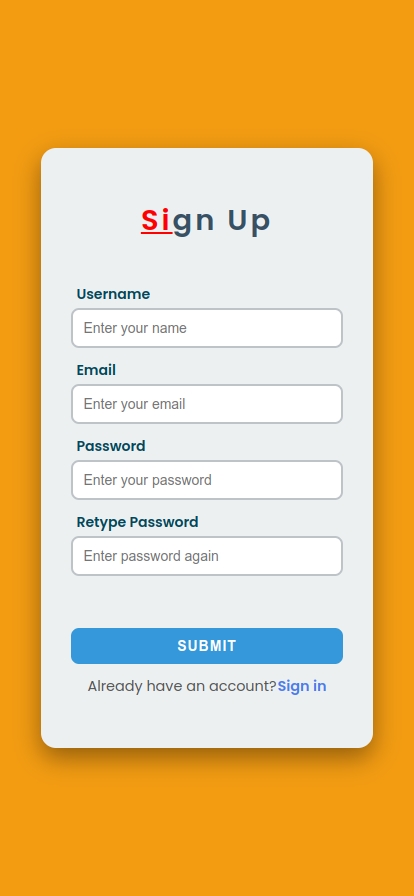 Sign Up
Username
Enter your name
Email
Enter your email
Password
Enter your password
Retype Password
Enter password again
SUBMIT
Already have an account?Sign in